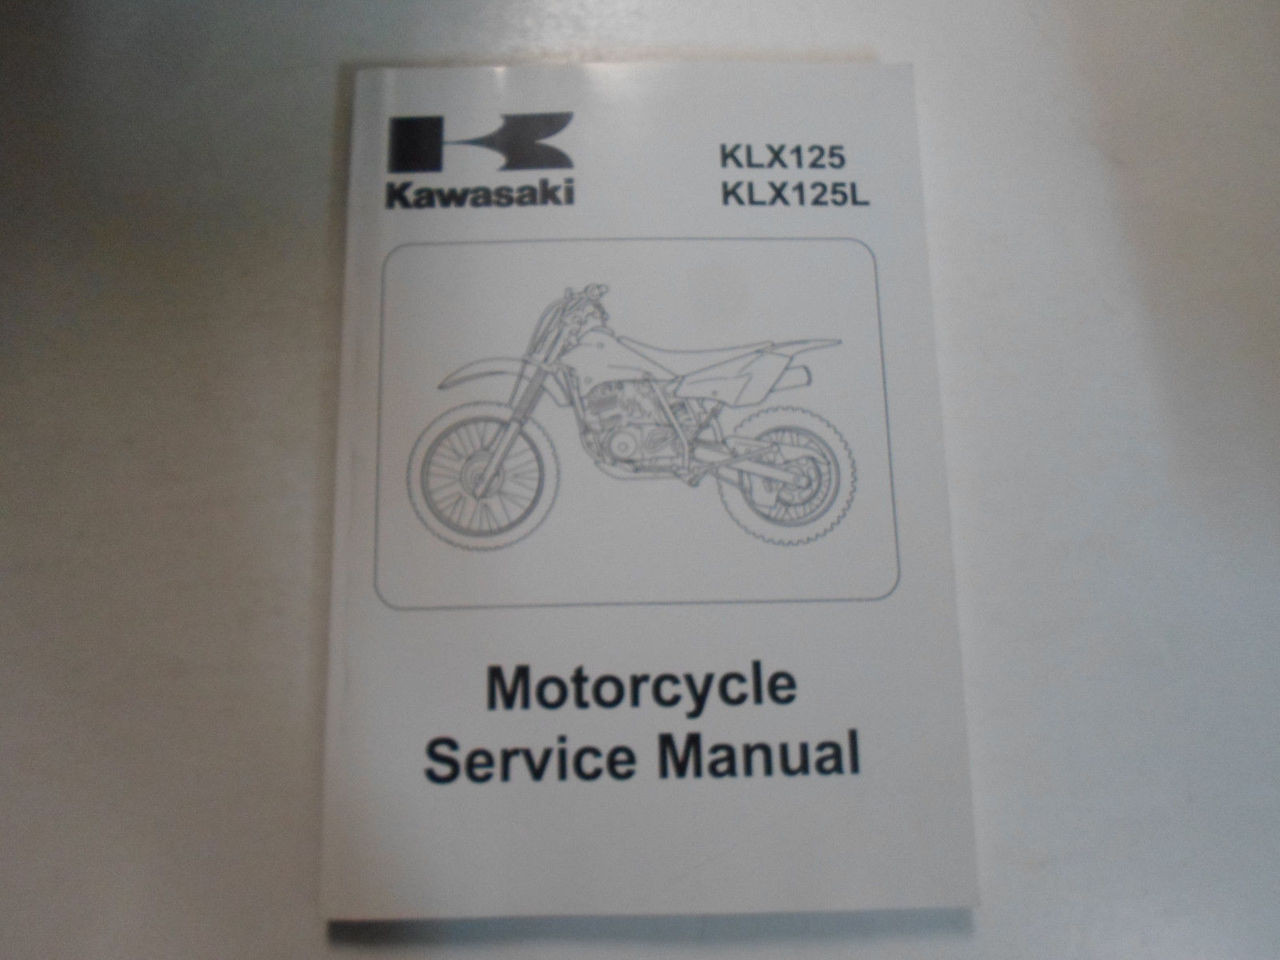 Kawasaki
KLX125
KLX125L
Motorcycle
Service Manual